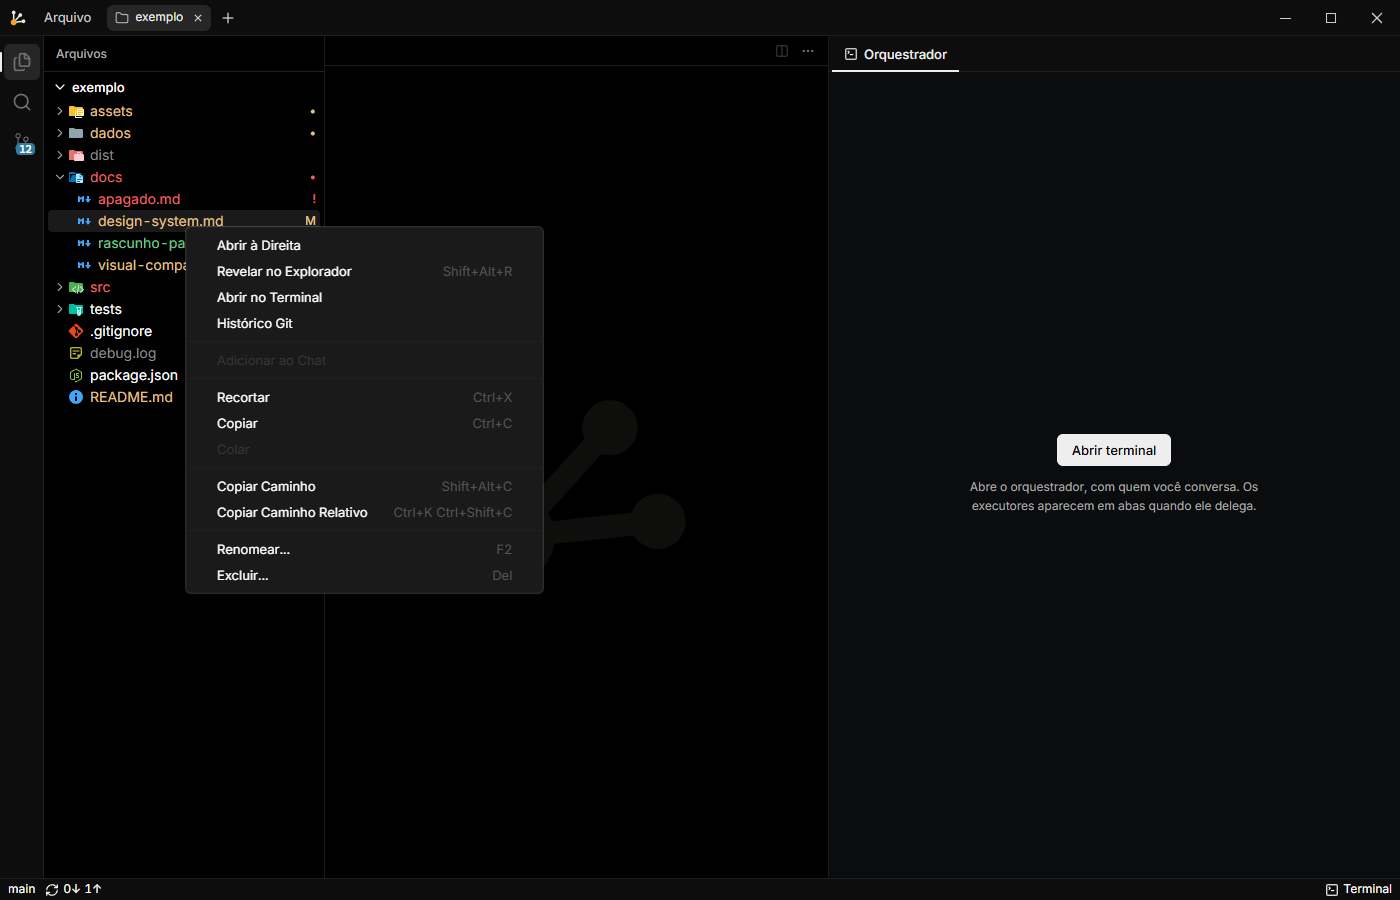 Arquivo
exemplo
Arquivos
Orquestrador
exemplo
assets
dados
dist
docs
apagado.md !
design-system.md M
rascunho-pa
visual-compa
src
tests
.gitignore
debug.log
package.json
README.md
12
Abrir à Direita
Revelar no Explorador Shift+Alt+R
Abrir no Terminal
Histórico Git
Adicionar ao Chat
Recortar Ctrl+X
Copiar Ctrl+C
Colar
Copiar Caminho Shift+Alt+C
Copiar Caminho Relativo Ctrl+K Ctrl+Shift+C
Renomear... F2
Excluir... Del
Abrir terminal
Abre o orquestrador, com quem você conversa. Os
executores aparecem em abas quando ele delega.
main 0↓ 1↑
Terminal